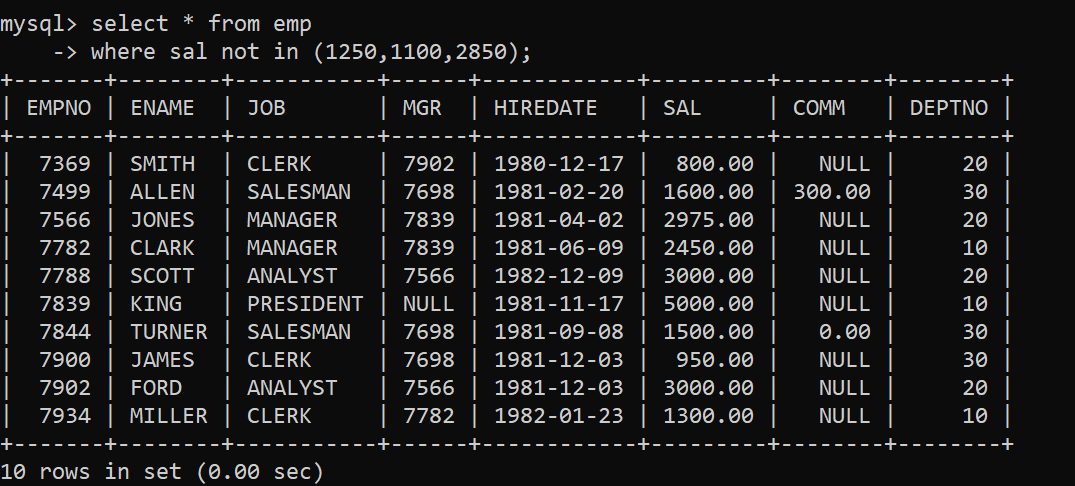 mysql> select * from emp
    -> where sal not in (1250,1100,2850);
+-------+--------+-----------+------+------------+---------+--------+--------+
| EMPNO | ENAME  | JOB       | MGR  | HIREDATE   | SAL     | COMM   | DEPTNO |
+-------+--------+-----------+------+------------+---------+--------+--------+
|  7369 | SMITH  | CLERK     | 7902 | 1980-12-17 |  800.00 |   NULL |     20 |
|  7499 | ALLEN  | SALESMAN  | 7698 | 1981-02-20 | 1600.00 | 300.00 |     30 |
|  7566 | JONES  | MANAGER   | 7839 | 1981-04-02 | 2975.00 |   NULL |     20 |
|  7782 | CLARK  | MANAGER   | 7839 | 1981-06-09 | 2450.00 |   NULL |     10 |
|  7788 | SCOTT  | ANALYST   | 7566 | 1982-12-09 | 3000.00 |   NULL |     20 |
|  7839 | KING   | PRESIDENT | NULL | 1981-11-17 | 5000.00 |   NULL |     10 |
|  7844 | TURNER | SALESMAN  | 7698 | 1981-09-08 | 1500.00 |   0.00 |     30 |
|  7900 | JAMES  | CLERK     | 7698 | 1981-12-03 |  950.00 |   NULL |     30 |
|  7902 | FORD   | ANALYST   | 7566 | 1981-12-03 | 3000.00 |   NULL |     20 |
|  7934 | MILLER | CLERK     | 7782 | 1982-01-23 | 1300.00 |   NULL |     10 |
+-------+--------+-----------+------+------------+---------+--------+--------+
10 rows in set (0.00 sec)